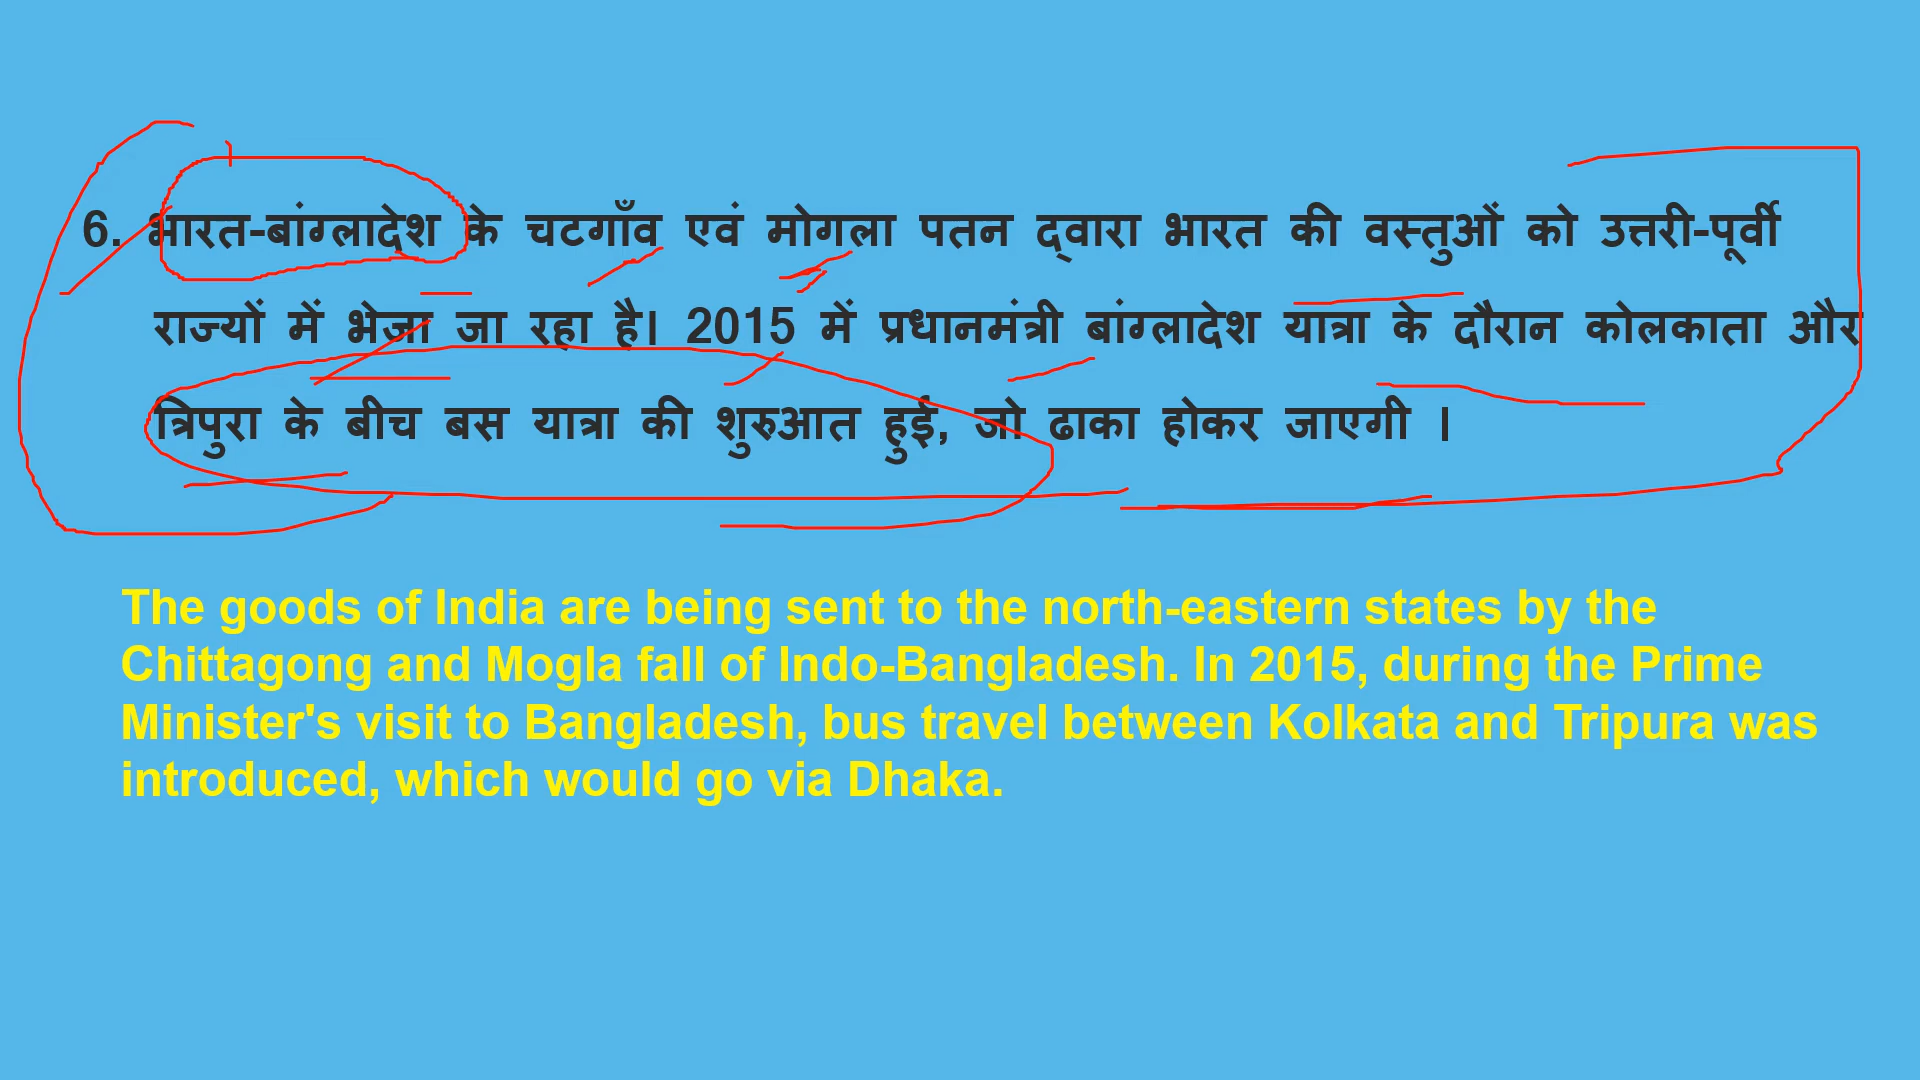 6. भारत-बांग्लादेश के चटगाँव एवं मोगला पतन द्वारा भारत की वस्तुओं को उत्तरी-पूर्वी
राज्यों में भेजा जा रहा है। 2015 में प्रधानमंत्री बांग्लादेश यात्रा के दौरान कोलकाता और
त्रिपुरा के बीच बस यात्रा की शुरुआत हुई, जो ढाका होकर जाएगी ।
The goods of India are being sent to the north-eastern states by the
Chittagong and Mogla fall of Indo-Bangladesh. In 2015, during the Prime
Minister's visit to Bangladesh, bus travel between Kolkata and Tripura was
introduced, which would go via Dhaka.